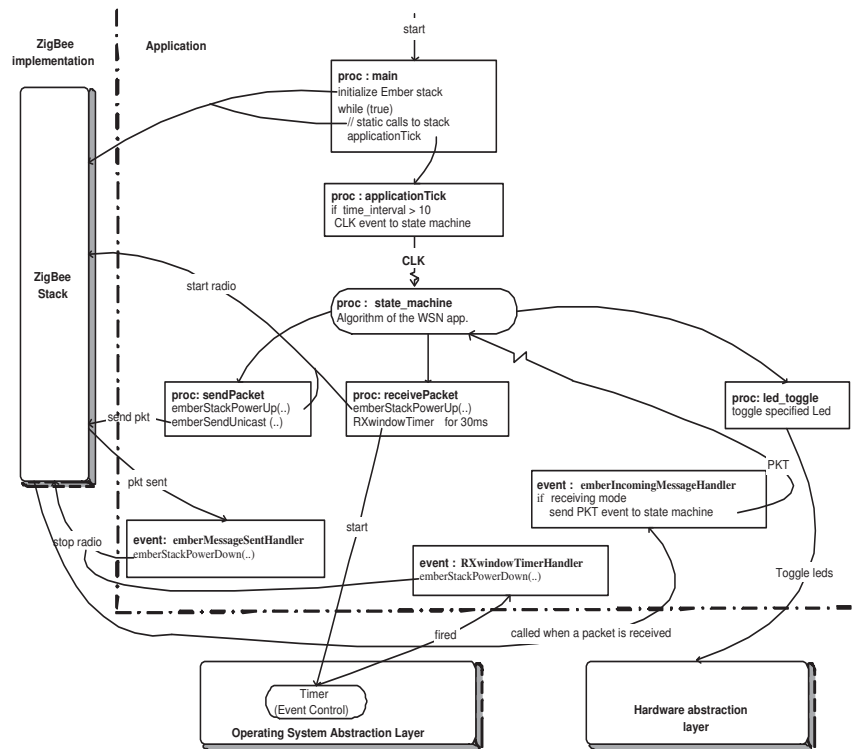 start
ZigBee
implementation
Application
proc : main
initialize Ember stack
while (true)
// static calls to stack
applicationTick
proc : applicationTick
if time_interval > 10
CLK event to state machine
CLK
ZigBee
Stack
start radio
proc : state_machine
Algorithm of the WSN app.
proc: sendPacket
emberStackPowerUp(..)
emberSendUnicast (..)
proc: receivePacket
emberStackPowerUp(..)
RXwindowTimer for 30ms
proc: led_toggle
toggle specified Led
send pkt
PKT
pkt sent
event : emberIncomingMessageHandler
if receiving mode
send PKT event to state machine
start
stop radio
event: emberMessageSentHandler
emberStackPowerDown(..)
event : RXwindowTimerHandler
emberStackPowerDown(..)
Toggle leds
fired
called when a packet is received
Timer
(Event Control)
Operating System Abstraction Layer
Hardware abstraction
layer